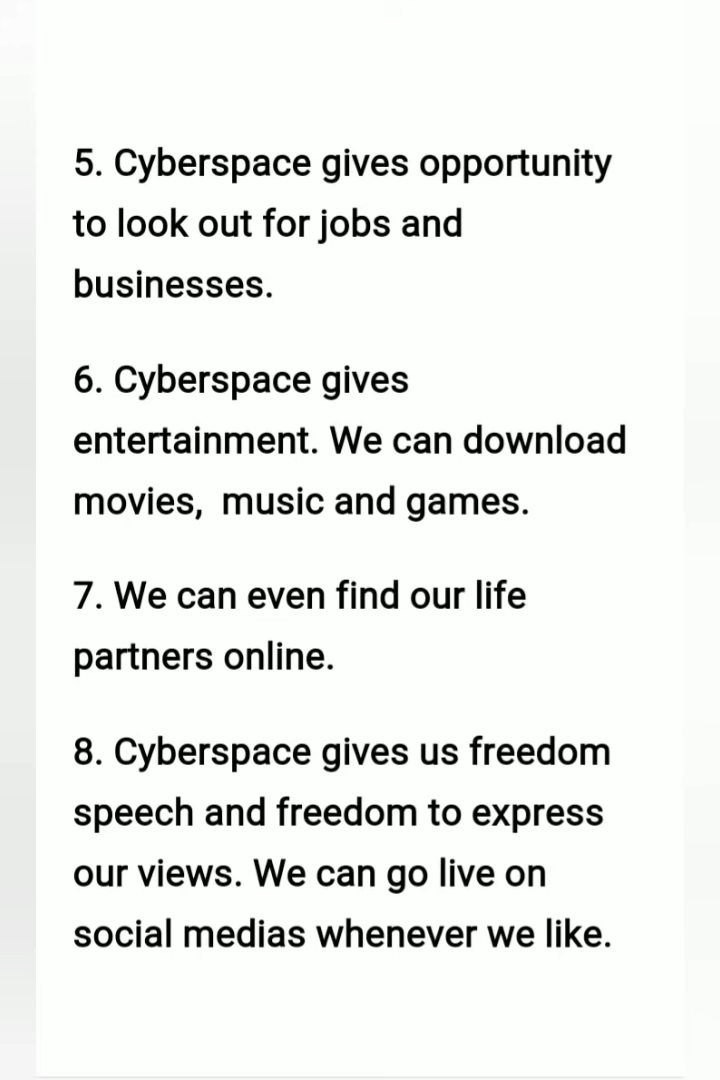 5. Cyberspace gives opportunity
to look out for jobs and
businesses.
6. Cyberspace gives
entertainment. We can download
movies,  music and games.
7. We can even find our life
partners online.
8. Cyberspace gives us freedom
speech and freedom to express
our views. We can go live on
social medias whenever we like.